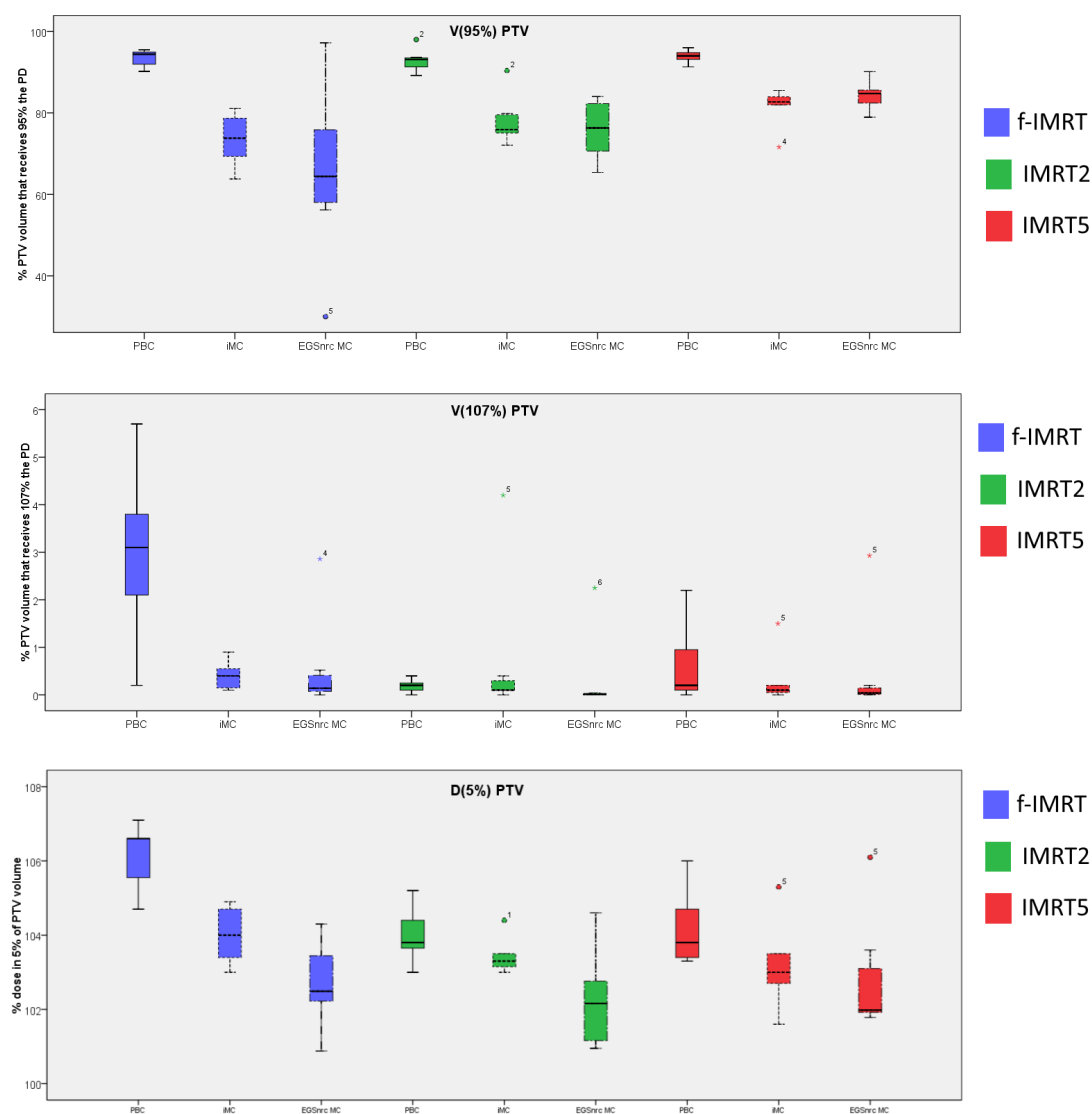 V(95%) PTV
% PTV volume that receives 95% the PD
100
80
60
40
2
2
4
5
PBC iMC EGSnrc MC PBC iMC EGSnrc MC PBC iMC EGSnrc MC
f-IMRT
IMRT2
IMRT5
V(107%) PTV
% PTV volume that receives 107% the PD
6
5
4
3
2
1
0
5
4
5
6
5
PBC iMC EGSnrc MC PBC iMC EGSnrc MC PBC iMC EGSnrc MC
f-IMRT
IMRT2
IMRT5
D(5%) PTV
% dose in 5% of PTV volume
108
106
104
102
100
5
5
1
PBC iMC EGSnrc MC PBC iMC EGSnrc MC PBC iMC EGSnrc MC
f-IMRT
IMRT2
IMRT5